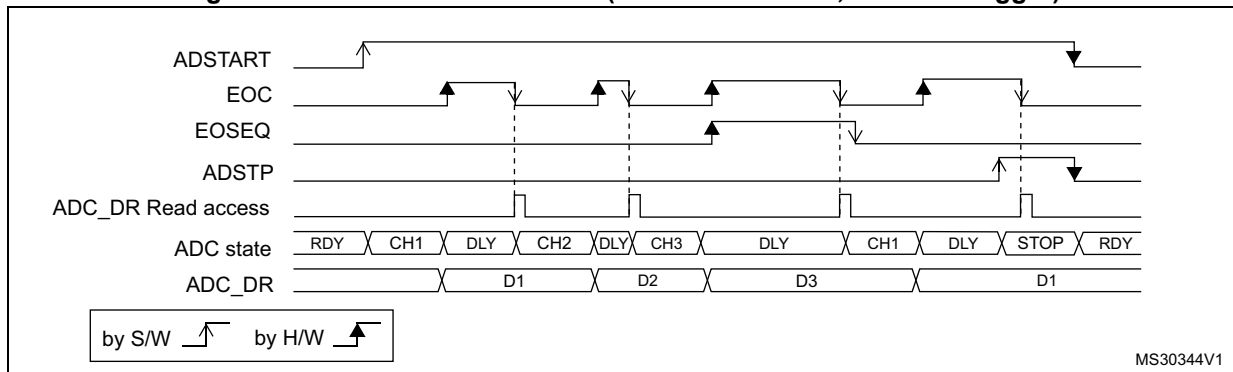 ADSTART
EOC
EOSEQ
ADSTP
ADC_DR Read access
ADC state RDY CH1 DLY CH2 DLY CH3 DLY CH1 DLY STOP RDY
ADC_DR D1 D2 D3 D1
by S/W by H/W
MS30344V1